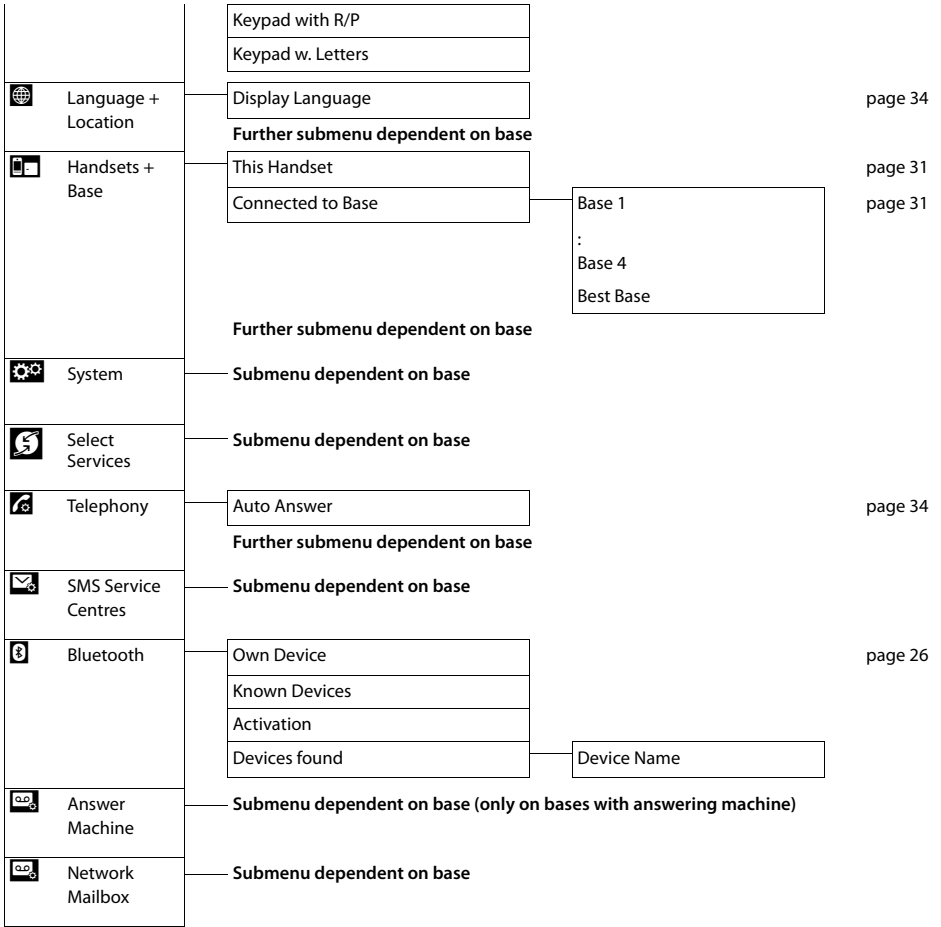 Keypad with R/P
Keypad w. Letters
Language +
Location
Display Language
page 34
Further submenu dependent on base
Handsets +
Base
This Handset
page 31
Connected to Base
Base 1
page 31
:
Base 4
Best Base
Further submenu dependent on base
System
Submenu dependent on base
Select
Services
Submenu dependent on base
Telephony
Auto Answer
page 34
Further submenu dependent on base
SMS Service
Centres
Submenu dependent on base
Bluetooth
Own Device
page 26
Known Devices
Activation
Devices found
Device Name
Answer
Machine
Submenu dependent on base (only on bases with answering machine)
Network
Mailbox
Submenu dependent on base